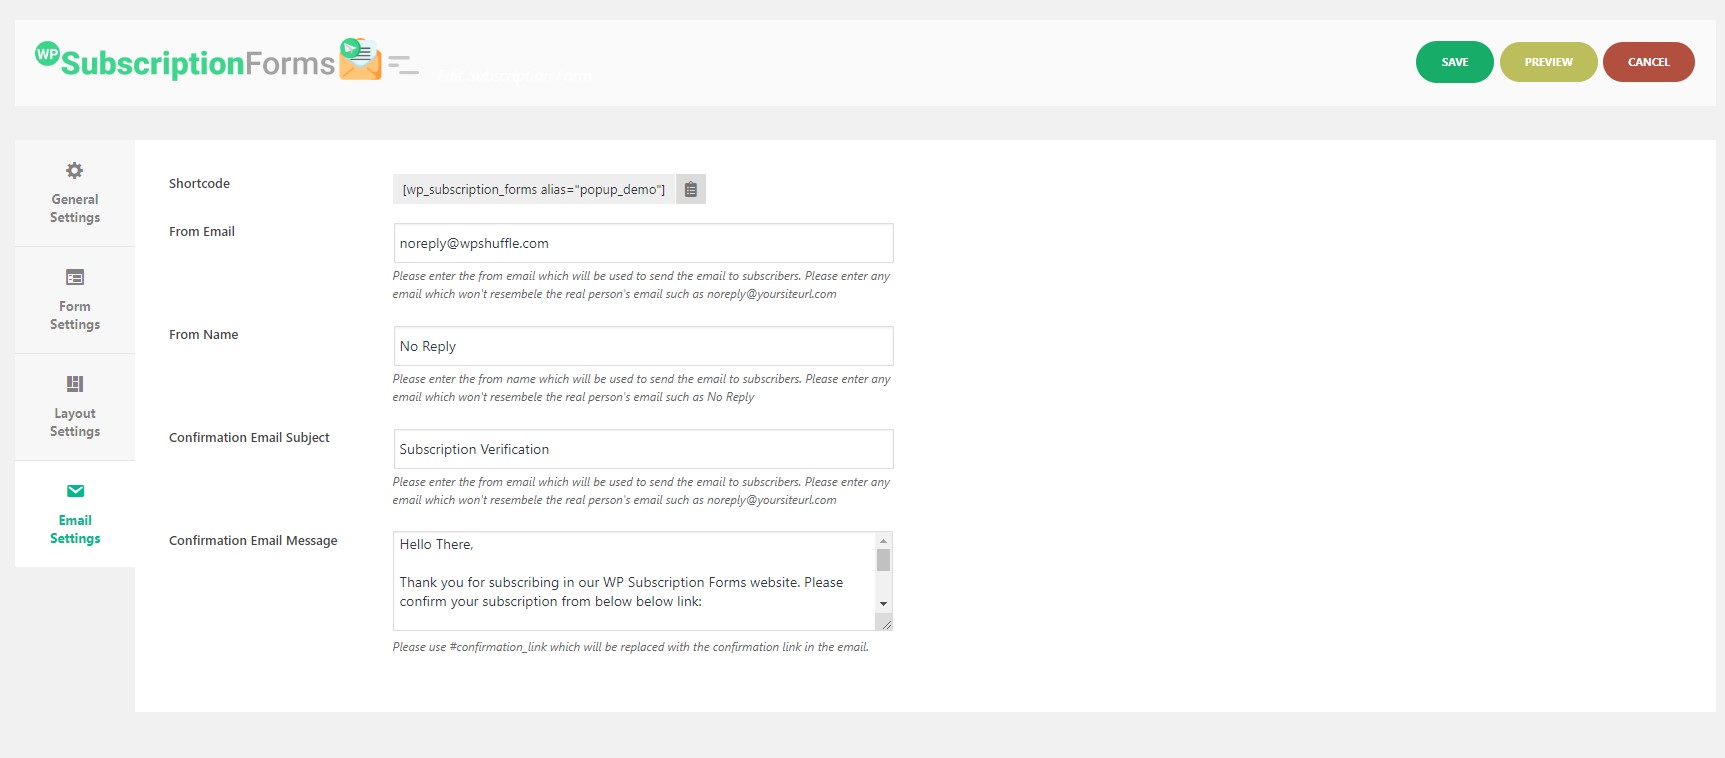 WP SubscriptionForms
SAVE
PREVIEW
CANCEL
General
Settings
Form
Settings
Layout
Settings
Email
Settings
Shortcode
[wp_subscription_forms alias="popup_demo"]
From Email
noreply@wpshuffle.com
Please enter the from email which will be used to send the email to subscribers. Please enter any
email which won't resembele the real person's email such as noreply@yoursiteurl.com
From Name
No Reply
Please enter the from name which will be used to send the email to subscribers. Please enter any
email which won't resembele the real person's email such as No Reply
Confirmation Email Subject
Subscription Verification
Please enter the from email which will be used to send the email to subscribers. Please enter any
email which won't resembele the real person's email such as noreply@yoursiteurl.com
Confirmation Email Message
Hello There,
Thank you for subscribing in our WP Subscription Forms website. Please
confirm your subscription from below below link:
Please use #confirmation_link which will be replaced with the confirmation link in the email.